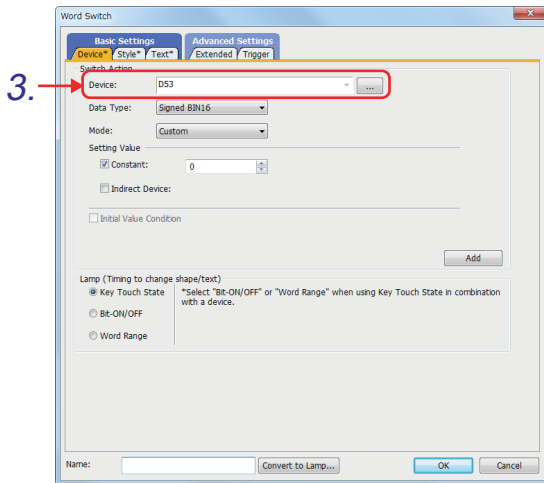 Word Switch
Basic Settings Advanced Settings
Device* Style* Text* Extended Trigger
Switch Action
3.
Device: D53 ...
Data Type: Signed BIN16
Mode: Custom
Setting Value
Constant: 0
Indirect Device:
Initial Value Condition
Add
Lamp (Timing to change shape/text)
Key Touch State *Select "Bit-ON/OFF" or "Word Range" when using Key Touch State in combination
with a device.
Bit-ON/OFF
Word Range
Name: Convert to Lamp... OK Cancel